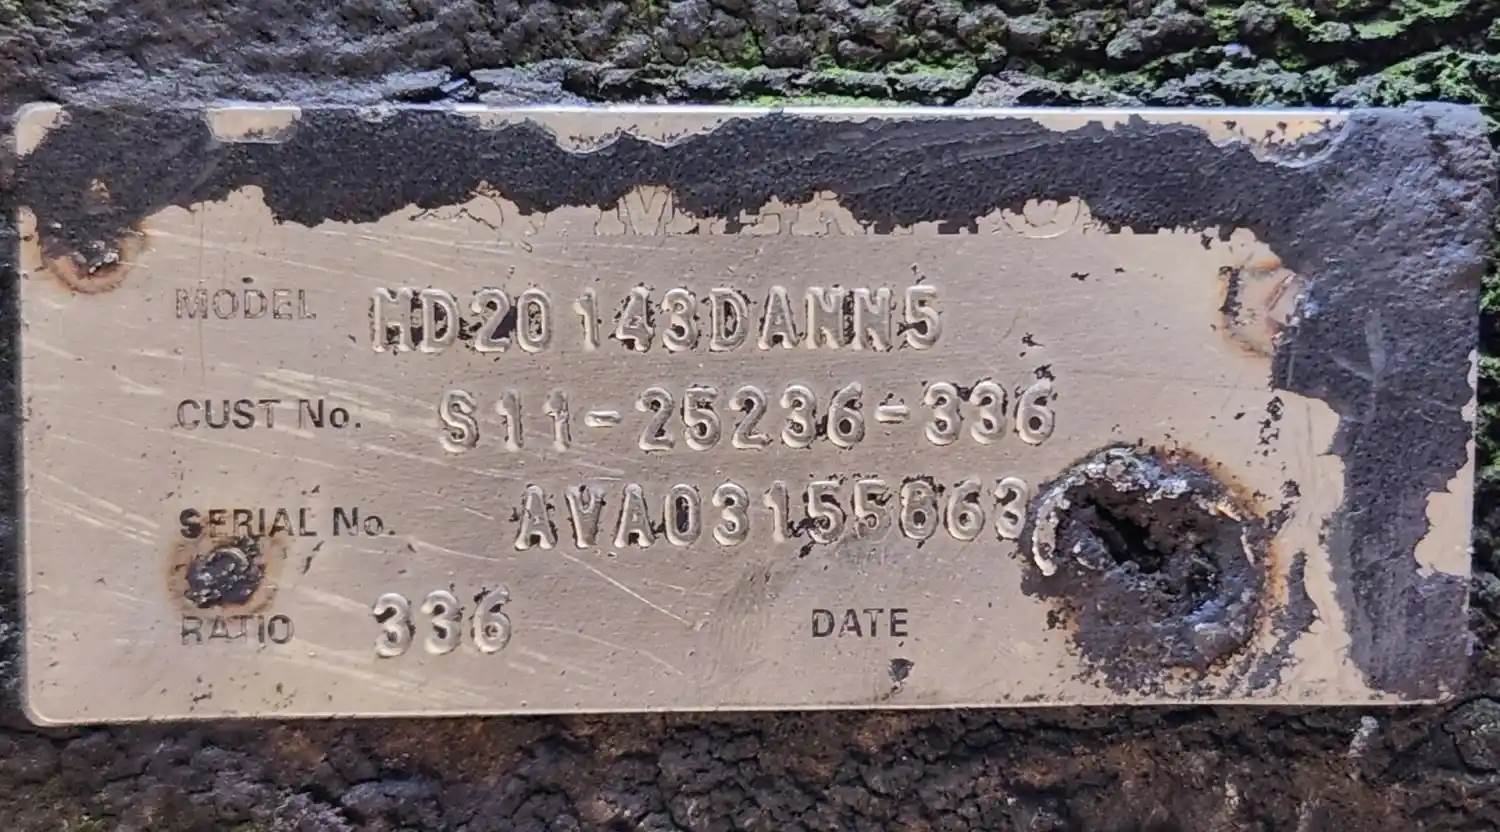 MODEL MD20143DANN5
CUST No. S11-25236-336
SERIAL No. AVA03155863
RATIO 336 DATE